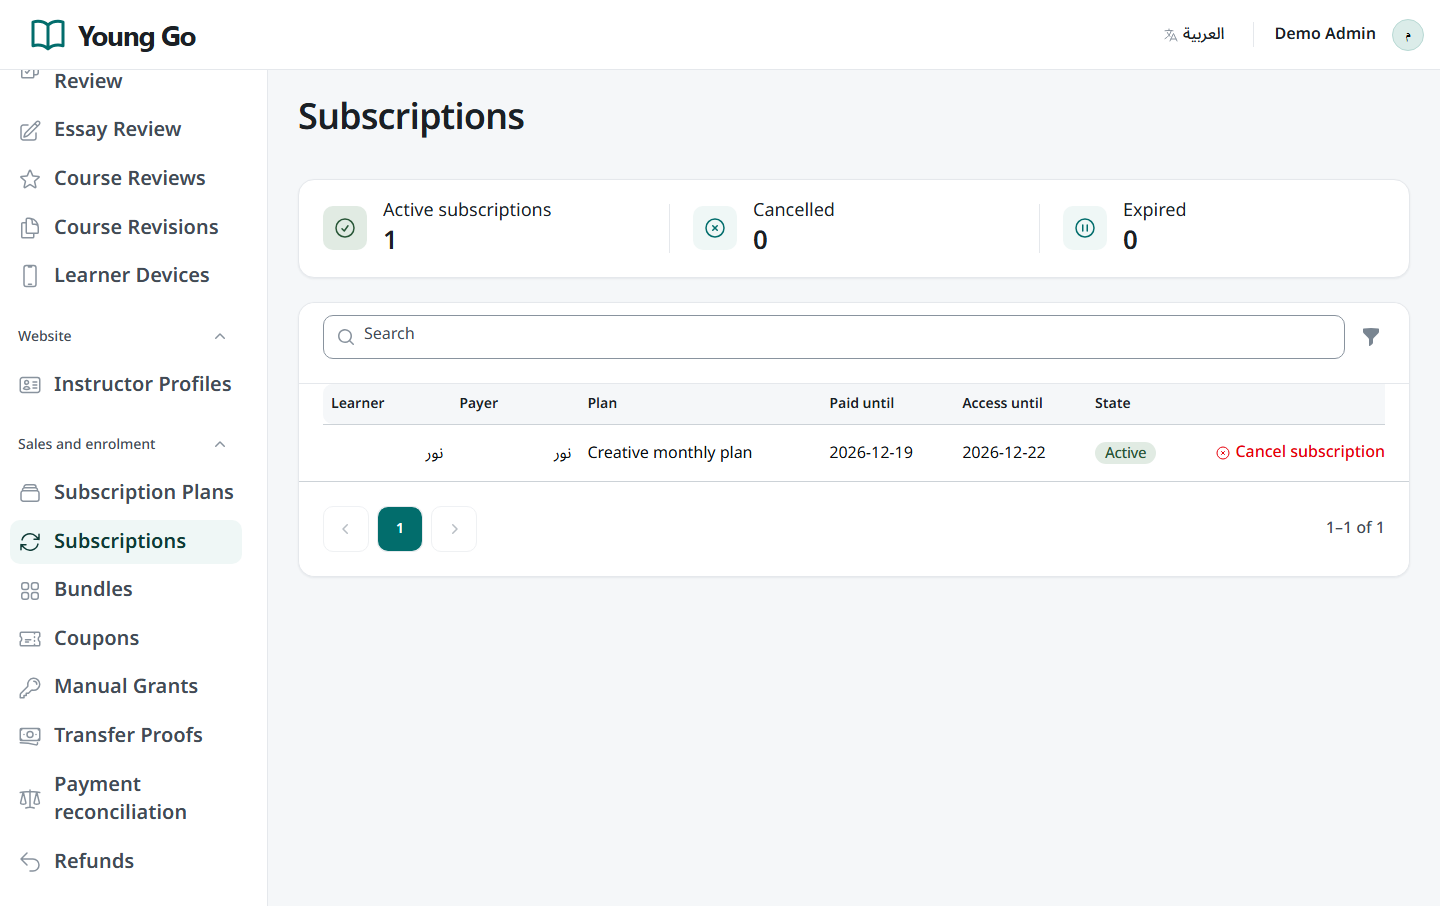 Young Go
العربية
Demo Admin
م
Review
Essay Review
Course Reviews
Course Revisions
Learner Devices
Website
Instructor Profiles
Sales and enrolment
Subscription Plans
Subscriptions
Bundles
Coupons
Manual Grants
Transfer Proofs
Payment
reconciliation
Refunds
Subscriptions
Active subscriptions
1
Cancelled
0
Expired
0
Search
Learner Payer Plan Paid until Access until State
نور نور Creative monthly plan 2026-12-19 2026-12-22 Active Cancel subscription
1
1–1 of 1